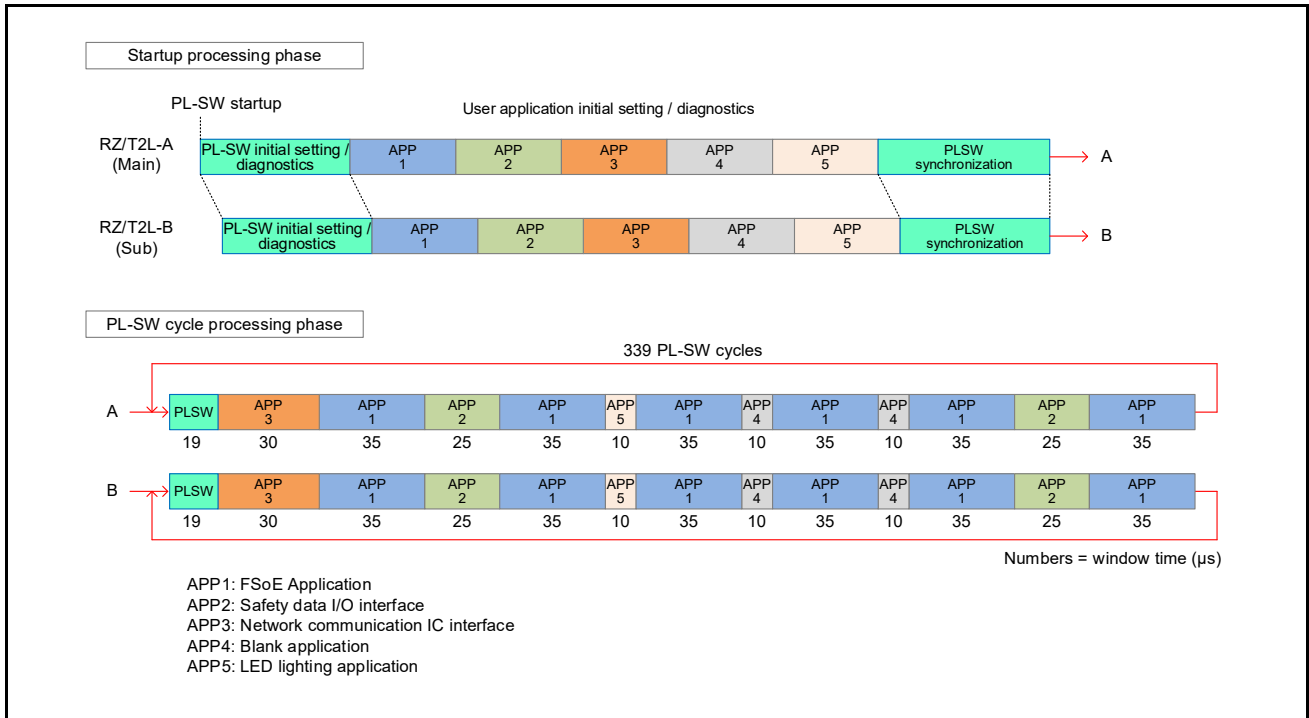 Startup processing phase
PL-SW startup
User application initial setting / diagnostics
RZ/T2L-A
(Main)
PL-SW initial setting /
diagnostics
APP
1
APP
2
APP
3
APP
4
APP
5
PLSW
synchronization
A
RZ/T2L-B
(Sub)
PL-SW initial setting /
diagnostics
APP
1
APP
2
APP
3
APP
4
APP
5
PLSW
synchronization
B
PL-SW cycle processing phase
339 PL-SW cycles
A
PLSW
APP
3
APP
1
APP
2
APP
1
APP
5
APP
1
APP
4
APP
1
APP
4
APP
1
APP
2
APP
1
19 30 35 25 35 10 35 10 35 10 35 25 35
B
PLSW
APP
3
APP
1
APP
2
APP
1
APP
5
APP
1
APP
4
APP
1
APP
4
APP
1
APP
2
APP
1
19 30 35 25 35 10 35 10 35 10 35 25 35
Numbers = window time (µs)
APP1: FSoE Application
APP2: Safety data I/O interface
APP3: Network communication IC interface
APP4: Blank application
APP5: LED lighting application